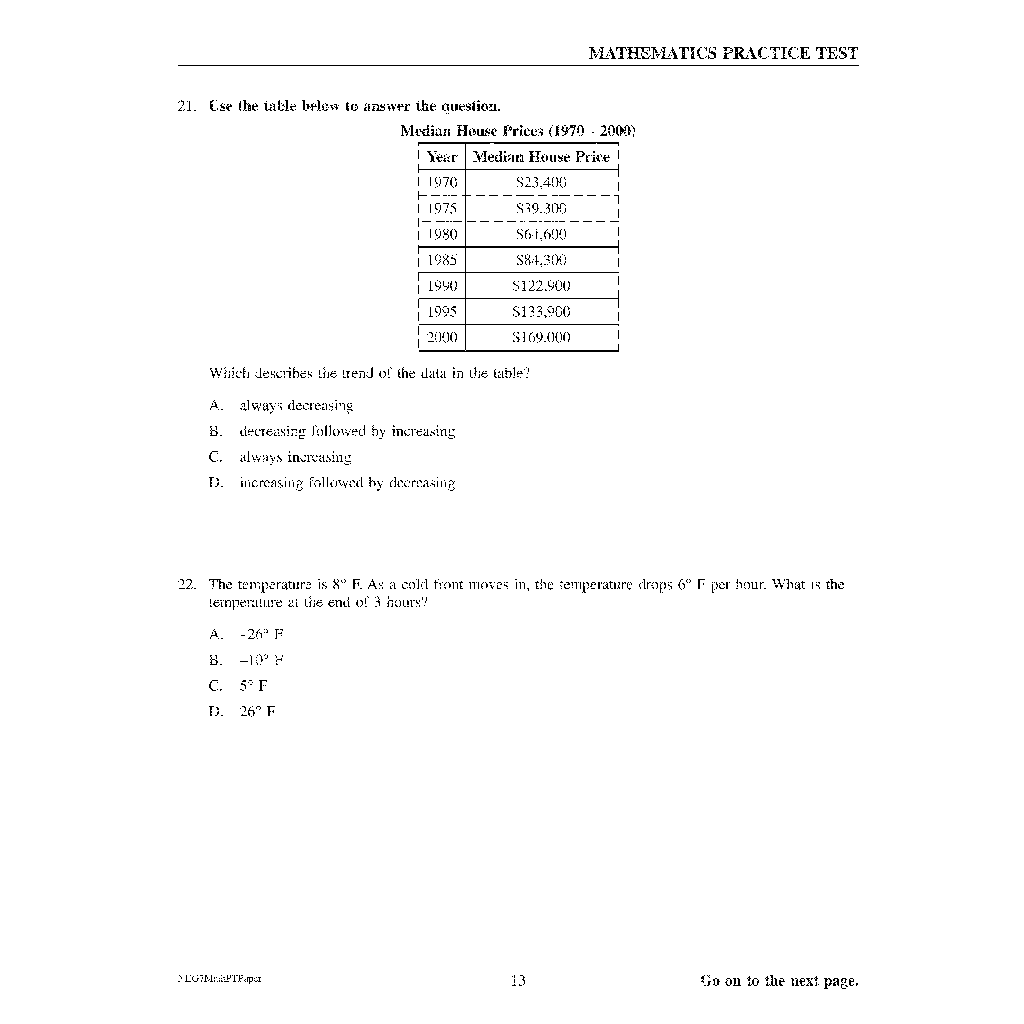 MATHEMATICS PRACTICE TEST
21. Use the table below to answer the question.
Median House Prices (1970 - 2000)
Year Median House Price
1970 $23,400
1975 $39,300
1980 $64,600
1985 $84,300
1990 $122,900
1995 $133,900
2000 $169,000
Which describes the trend of the data in the table?
A. always decreasing
B. decreasing followed by increasing
C. always increasing
D. increasing followed by decreasing
22. The temperature is 8° F. As a cold front moves in, the temperature drops 6° F per hour. What is the
temperature at the end of 3 hours?
A. –26° F
B. –10° F
C. 5° F
D. 26° F
13
Go on to the next page.